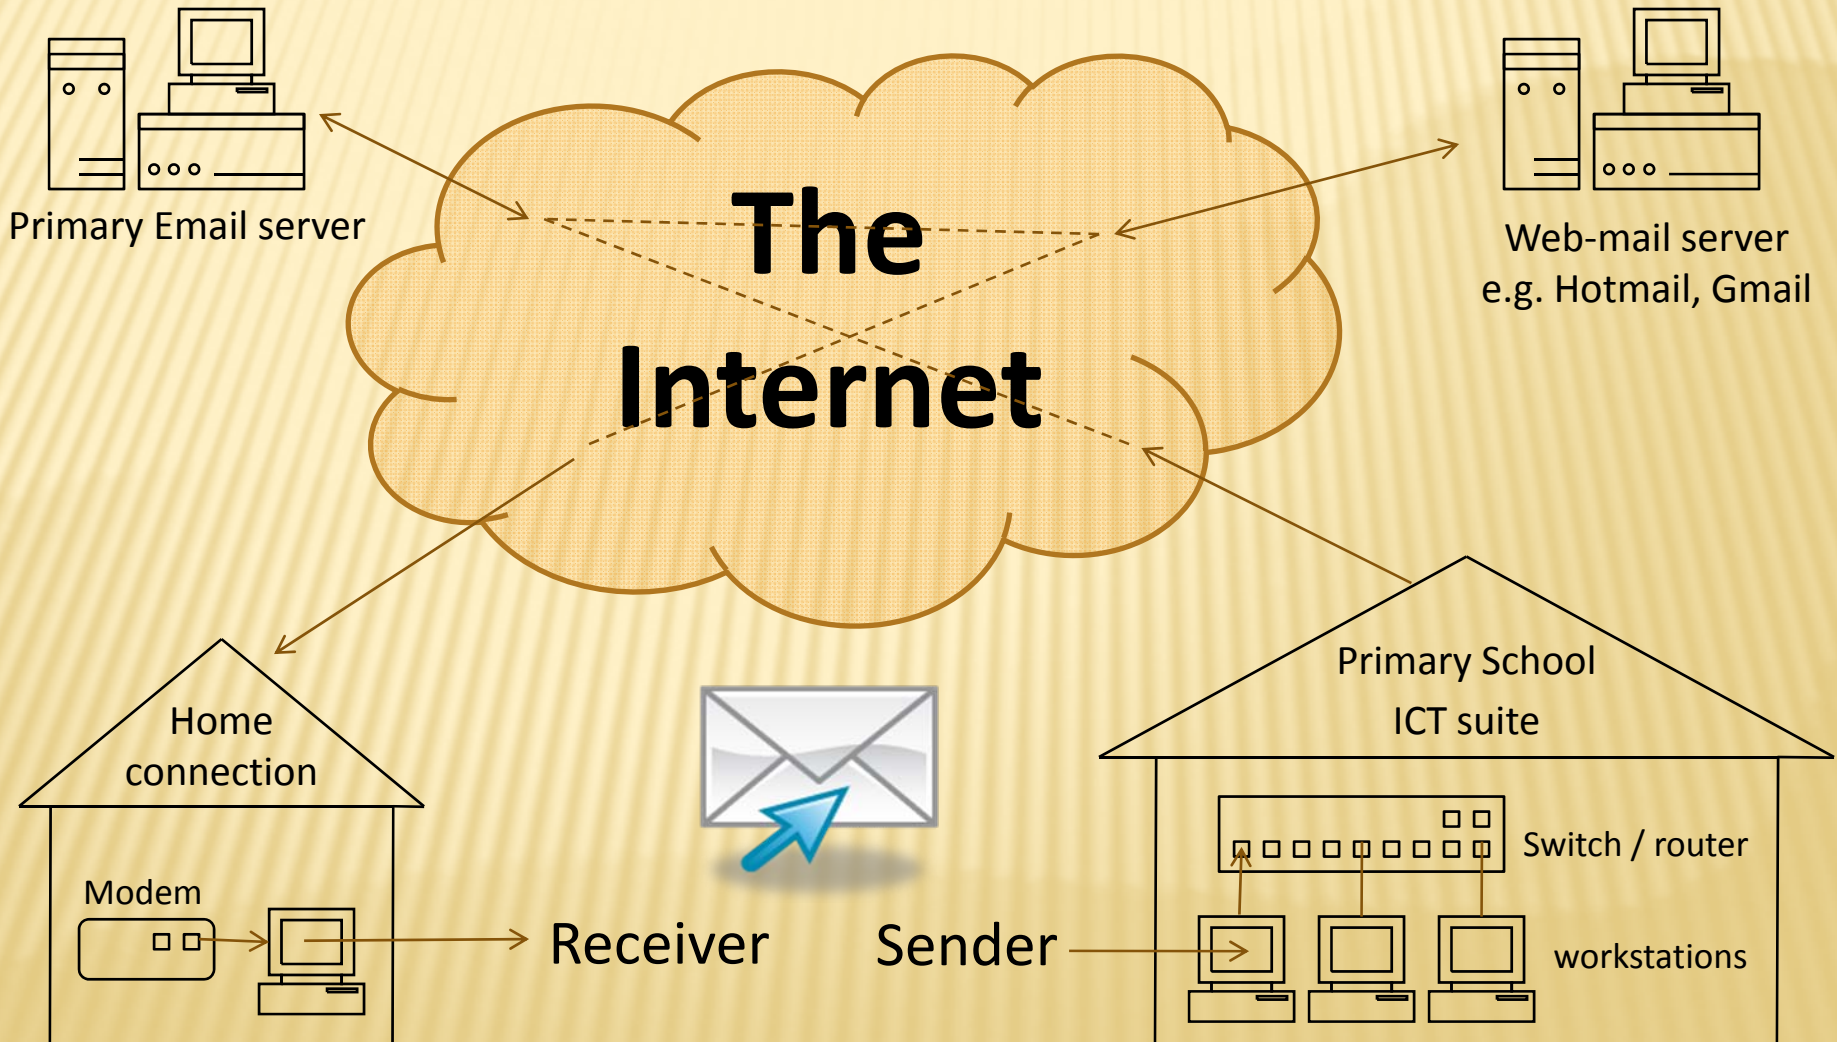 Primary Email server
The
Internet
Web-mail server
e.g. Hotmail, Gmail
Home
connection
Modem
Receiver
Sender
Primary School
ICT suite
Switch / router
workstations